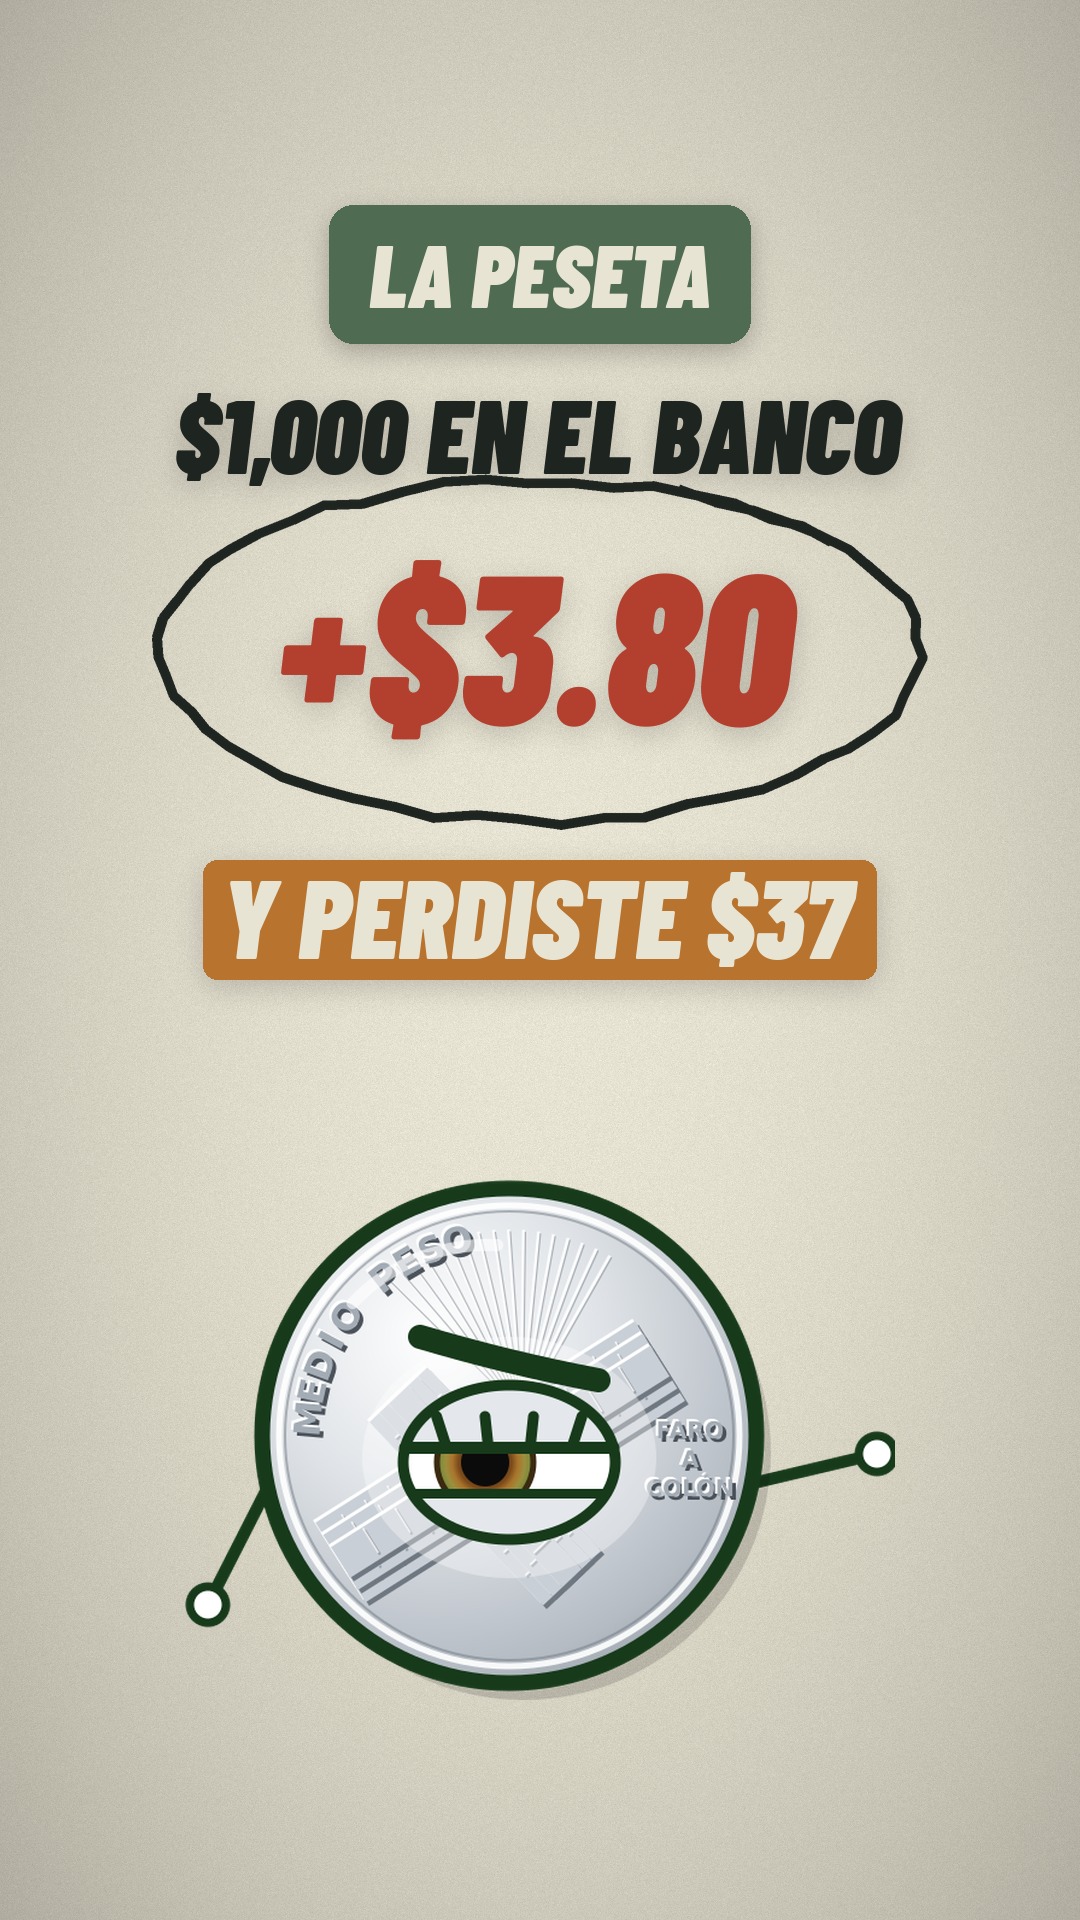 LA PESETA
$1,000 EN EL BANCO
+$3.80
Y PERDISTE $37
MEDIO PESO
FARO
A
COLÓN